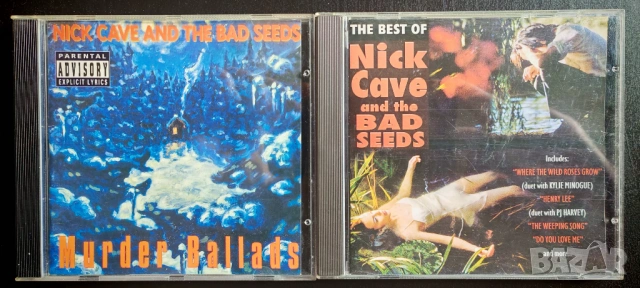 NICK CAVE AND THE BAD SEEDS
PARENTAL
ADVISORY
EXPLICIT LYRICS
Murder Ballads
THE BEST OF
Nick
Cave
and the
BAD
SEEDS
Includes:
"WHERE THE WILD ROSES GROW"
(duet with KYLIE MINOGUE)
"HENRY LEE"
(duet with PJ HARVEY)
"THE WEEPING SONG"
"DO YOU LOVE ME"
and more
BAZAR